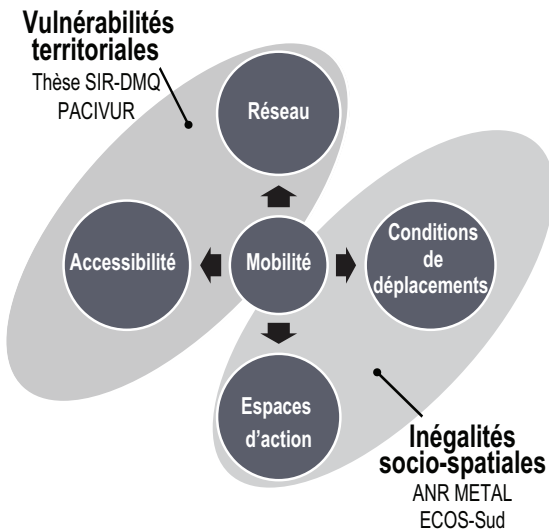 Vulnérabilités
territoriales
Thèse SIR-DMQ
PACIVUR
Réseau
Accessibilité
Mobilité
Conditions
de
déplacements
Espaces
d'action
Inégalités
socio-spatiales
ANR METAL
ECOS-Sud